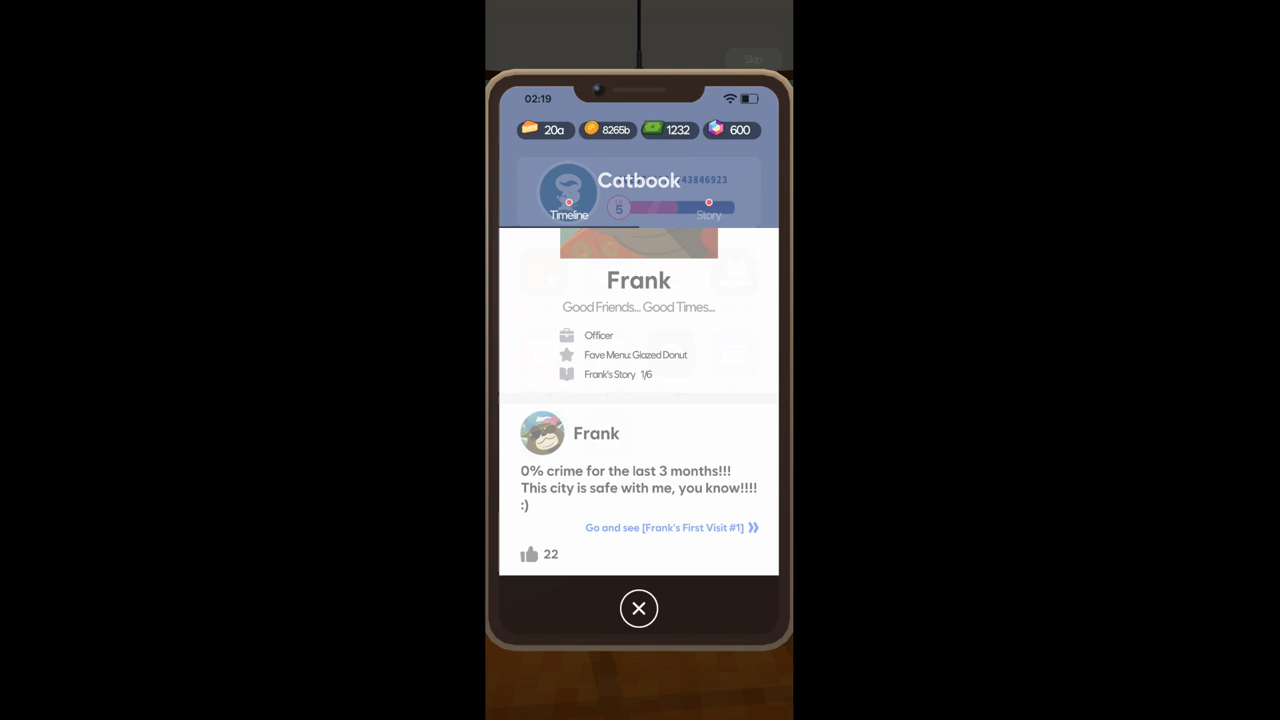 Skip
02:19
20a 8265b 1232 600
Catbook 43846923
5
Timeline Story
Frank
Good Friends... Good Times...
Officer
Fave Menu: Glazed Donut
Frank's Story 1/6
Frank
0% crime for the last 3 months!!!
This city is safe with me, you know!!!!
:)
Go and see [Frank's First Visit #1]
22